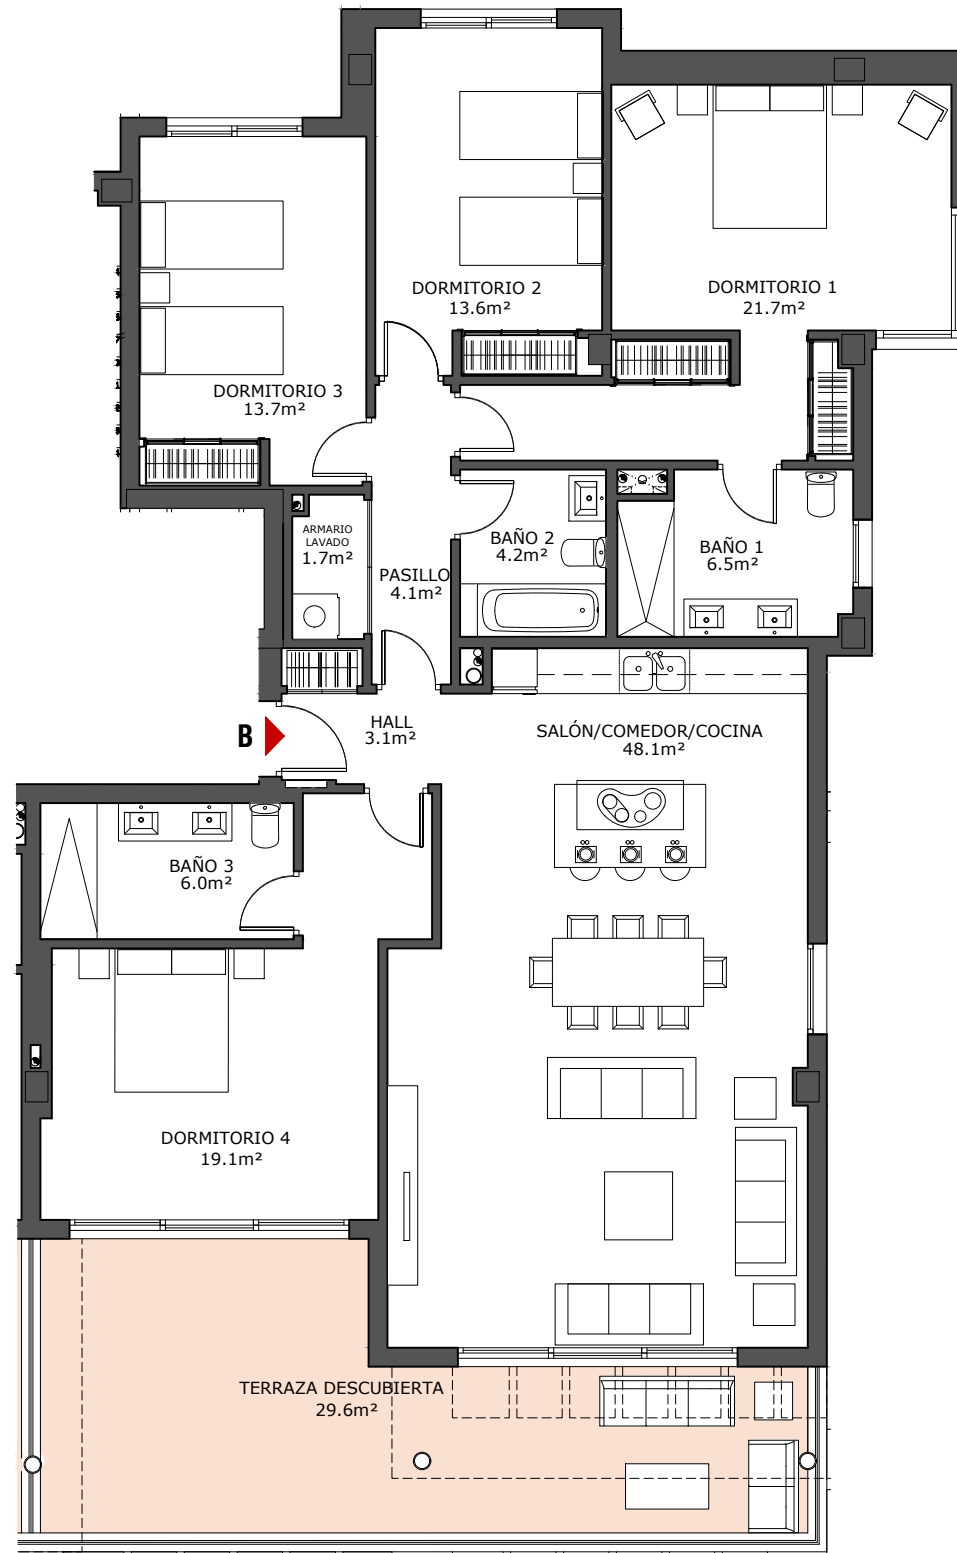 DORMITORIO 2
13.6m²
DORMITORIO 1
21.7m²
DORMITORIO 3
13.7m²
ARMARIO
LAVADO
1.7m²
BAÑO 2
4.2m²
BAÑO 1
6.5m²
PASILLO
4.1m²
B
HALL
3.1m²
SALÓN/COMEDOR/COCINA
48.1m²
BAÑO 3
6.0m²
DORMITORIO 4
19.1m²
TERRAZA DESCUBIERTA
29.6m²